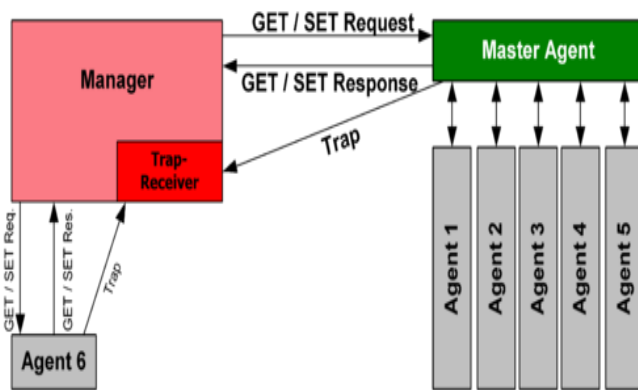 GET / SET Request
Manager
Master Agent
GET / SET Response
Trap
Trap-
Receiver
GET / SET Req.
GET / SET Res.
Trap
Agent 6
Agent 1
Agent 2
Agent 3
Agent 4
Agent 5